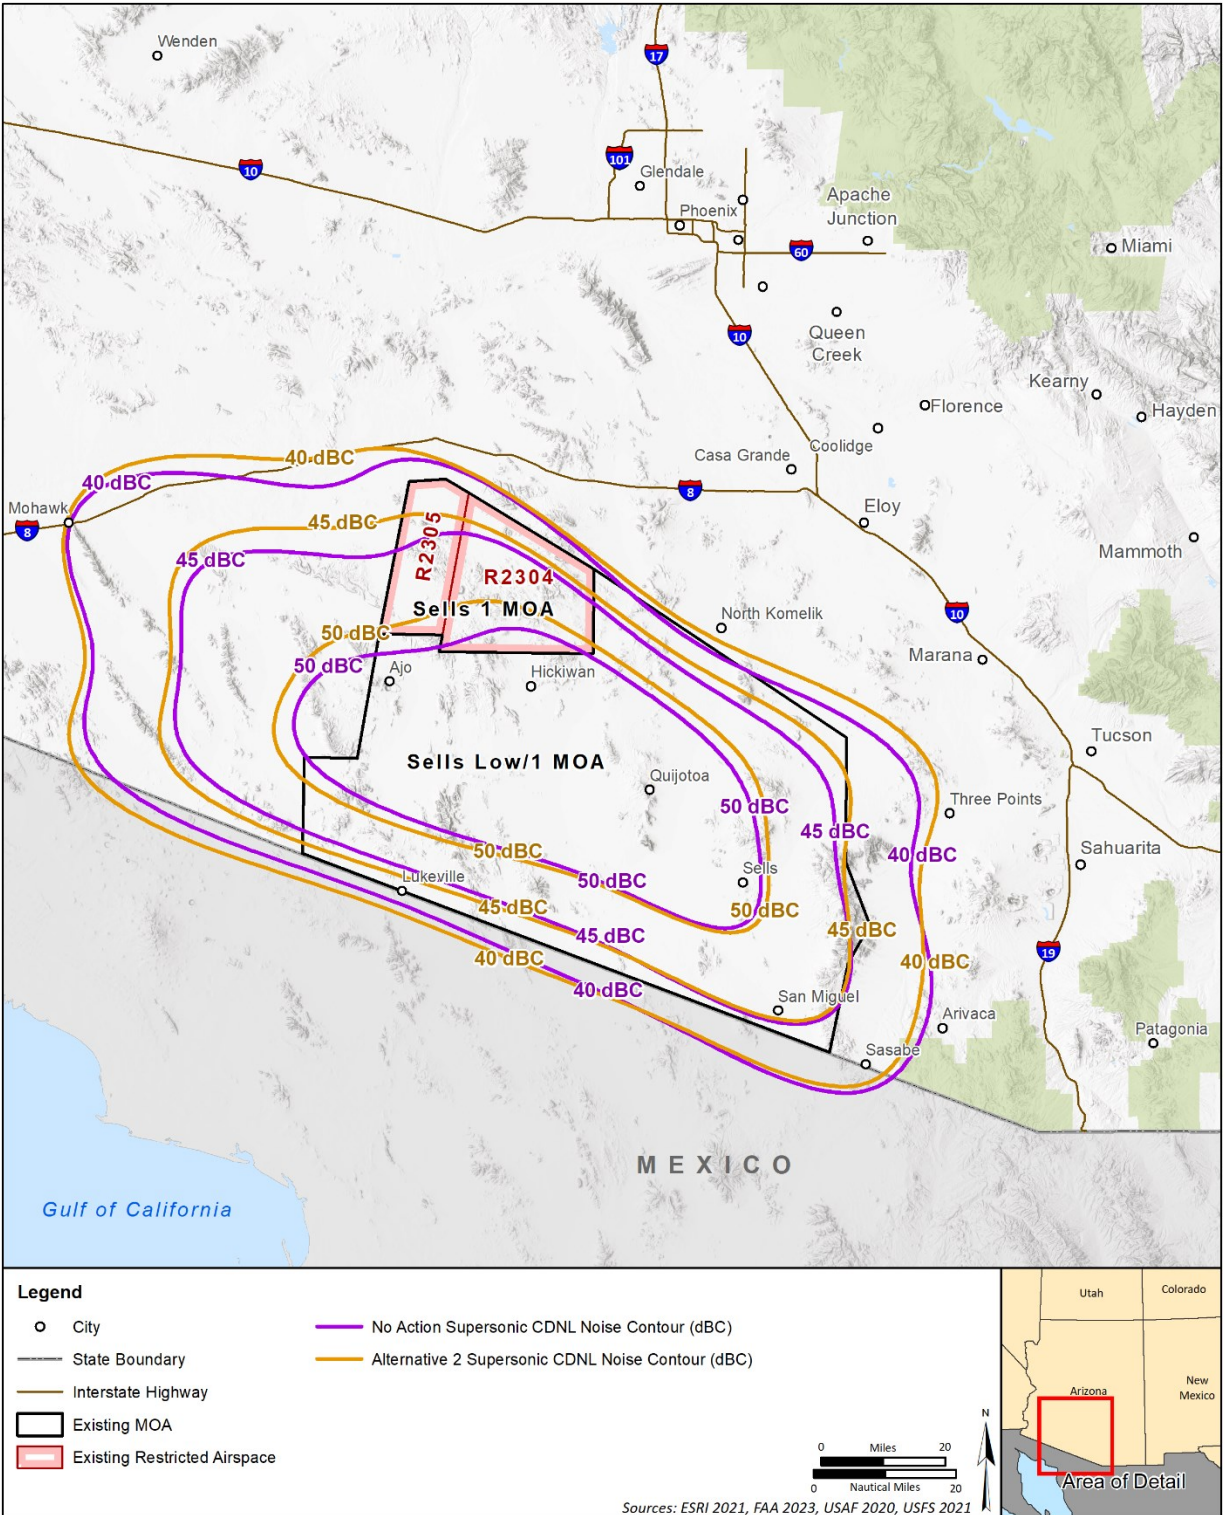 Wenden
17
10
101
Glendale
Phoenix
Apache
Junction
60
Miami
10
Queen
Creek
Kearny
Hayden
Florence
Coolidge
Casa Grande
40 dBC
40 dBC
8
Mohawk
8
Eloy
45 dBC
45 dBC
R2305
R2304
Mammoth
Sells 1 MOA
10
North Komelik
50 dBC
50 dBC
Marana
Ajo
Hickiwan
Tucson
Sells Low/1 MOA
Quijotoa
50 dBC
Three Points
45 dBC
40 dBC
Sahuarita
50 dBC
Lukeville
50 dBC
Sells
45 dBC
50 dBC
45 dBC
45 dBC
40 dBC
40 dBC
19
40 dBC
San Miguel
Arivaca
Patagonia
Sasabe
MEXICO
Gulf of California
Legend
City
State Boundary
Interstate Highway
Existing MOA
Existing Restricted Airspace
No Action Supersonic CDNL Noise Contour (dBC)
Alternative 2 Supersonic CDNL Noise Contour (dBC)
N
0 Miles 20
0 Nautical Miles 20
Sources: ESRI 2021, FAA 2023, USAF 2020, USFS 2021
Utah
Colorado
Arizona
New
Mexico
Area of Detail